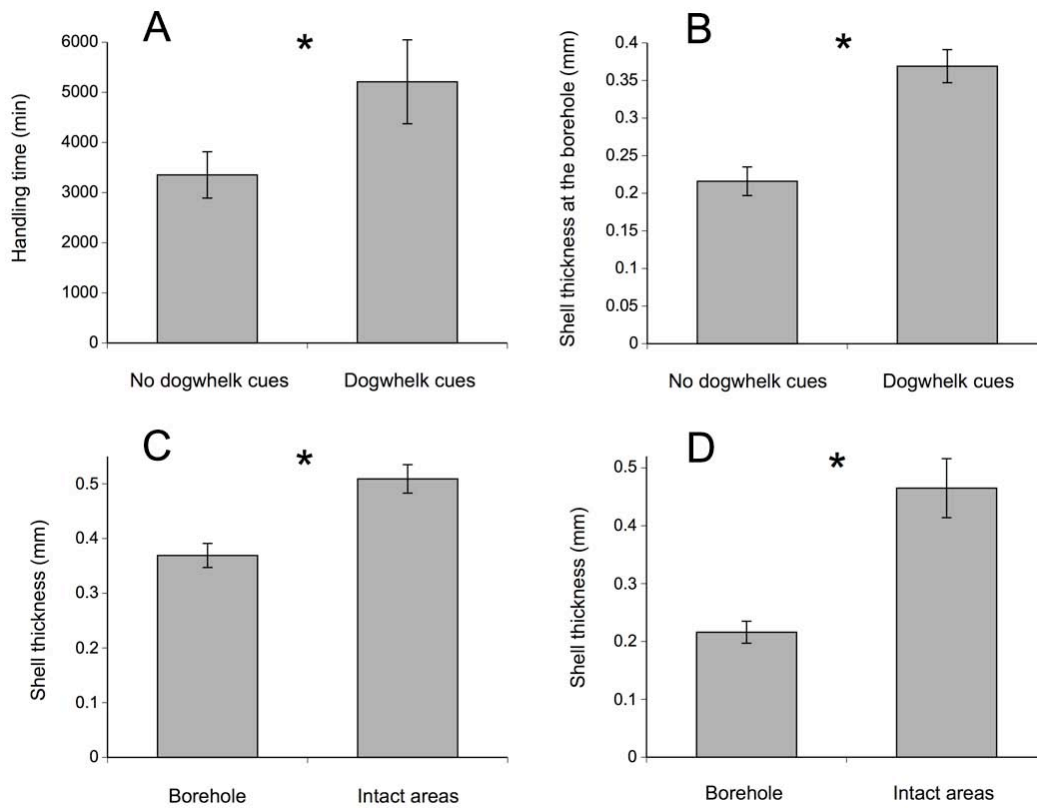 A
*
Handling time (min)
6000
5000
4000
3000
2000
1000
0
No dogwhelk cues
Dogwhelk cues
B
*
Shell thickness at the borehole (mm)
0.4
0.35
0.3
0.25
0.2
0.15
0.1
0.05
0
No dogwhelk cues
Dogwhelk cues
C
*
Shell thickness (mm)
0.5
0.4
0.3
0.2
0.1
0
Borehole
Intact areas
D
*
Shell thickness (mm)
0.5
0.4
0.3
0.2
0.1
0
Borehole
Intact areas